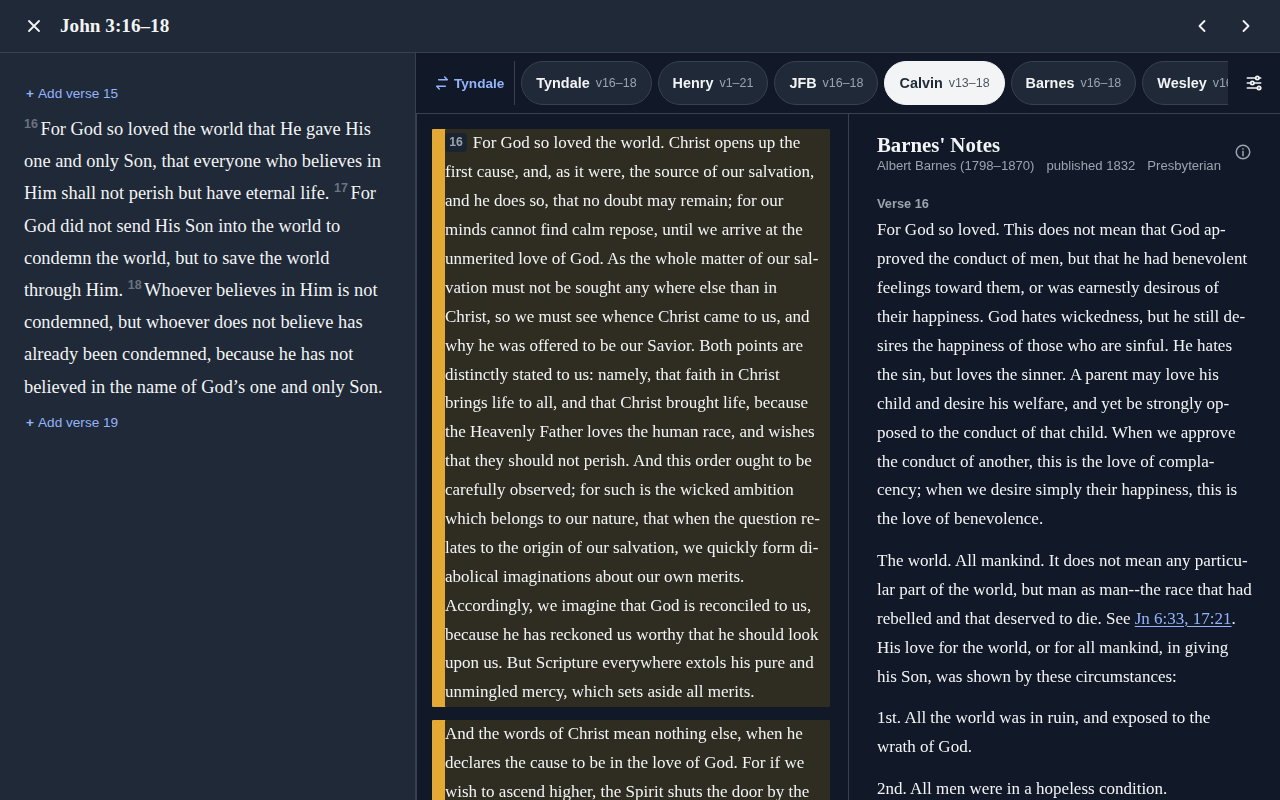 John 3:16–18
+ Add verse 15
16 For God so loved the world that He gave His
one and only Son, that everyone who believes in
Him shall not perish but have eternal life. 17 For
God did not send His Son into the world to
condemn the world, but to save the world
through Him. 18 Whoever believes in Him is not
condemned, but whoever does not believe has
already been condemned, because he has not
believed in the name of God’s one and only Son.
+ Add verse 19
Tyndale
Tyndale v16–18
Henry v1–21
JFB v16–18
Calvin v13–18
Barnes v16–18
Wesley v16
16 For God so loved the world. Christ opens up the
first cause, and, as it were, the source of our salvation,
and he does so, that no doubt may remain; for our
minds cannot find calm repose, until we arrive at the
unmerited love of God. As the whole matter of our sal-
vation must not be sought any where else than in
Christ, so we must see whence Christ came to us, and
why he was offered to be our Savior. Both points are
distinctly stated to us: namely, that faith in Christ
brings life to all, and that Christ brought life, because
the Heavenly Father loves the human race, and wishes
that they should not perish. And this order ought to be
carefully observed; for such is the wicked ambition
which belongs to our nature, that when the question re-
lates to the origin of our salvation, we quickly form di-
abolical imaginations about our own merits.
Accordingly, we imagine that God is reconciled to us,
because he has reckoned us worthy that he should look
upon us. But Scripture everywhere extols his pure and
unmingled mercy, which sets aside all merits.
And the words of Christ mean nothing else, when he
declares the cause to be in the love of God. For if we
wish to ascend higher, the Spirit shuts the door by the
Barnes' Notes
Albert Barnes (1798–1870) published 1832 Presbyterian
Verse 16
For God so loved. This does not mean that God ap-
proved the conduct of men, but that he had benevolent
feelings toward them, or was earnestly desirous of
their happiness. God hates wickedness, but he still de-
sires the happiness of those who are sinful. He hates
the sin, but loves the sinner. A parent may love his
child and desire his welfare, and yet be strongly op-
posed to the conduct of that child. When we approve
the conduct of another, this is the love of compla-
cency; when we desire simply their happiness, this is
the love of benevolence.
The world. All mankind. It does not mean any particu-
lar part of the world, but man as man--the race that had
rebelled and that deserved to die. See Jn 6:33, 17:21.
His love for the world, or for all mankind, in giving
his Son, was shown by these circumstances:
1st. All the world was in ruin, and exposed to the
wrath of God.
2nd. All men were in a hopeless condition.